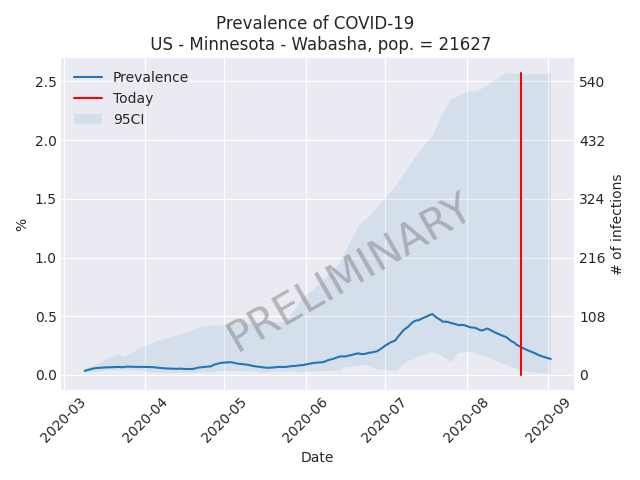 Prevalence of COVID-19
US - Minnesota - Wabasha, pop. = 21627
Prevalence
Today
95CI
2.5
2.0
1.5
1.0
0.5
0.0
%
540
432
324
216
108
0
# of infections
PRELIMINARY
2020-03
2020-04
2020-05
2020-06
2020-07
2020-08
2020-09
Date